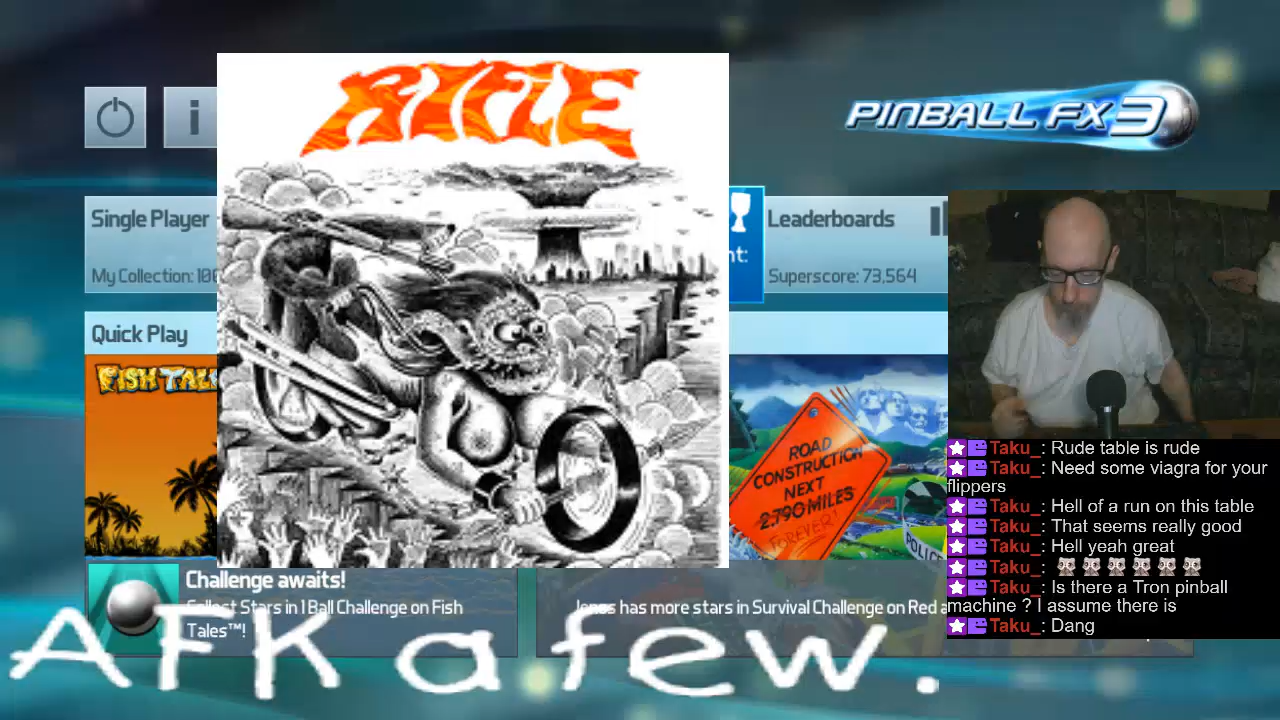 RUDE
PINBALL FX3
i
Single Player
My Collection: 100
nt:
Leaderboards
Superscore: 73,564
Quick Play
FISH TAL
ROAD
CONSTRUCTION
NEXT
2,790 MILES
FOREVER!
POLICE
Challenge awaits!
Collect Stars in 1 Ball Challenge on Fish
Tales™!
has more stars in Survival Challenge on Red
AFK a few.
Taku_: Rude table is rude
Taku_: Need some viagra for your
flippers
Taku_: Hell of a run on this table
Taku_: That seems really good
Taku_: Hell yeah great
Taku_:
Taku_: Is there a Tron pinball
machine ? I assume there is
Taku_: Dang